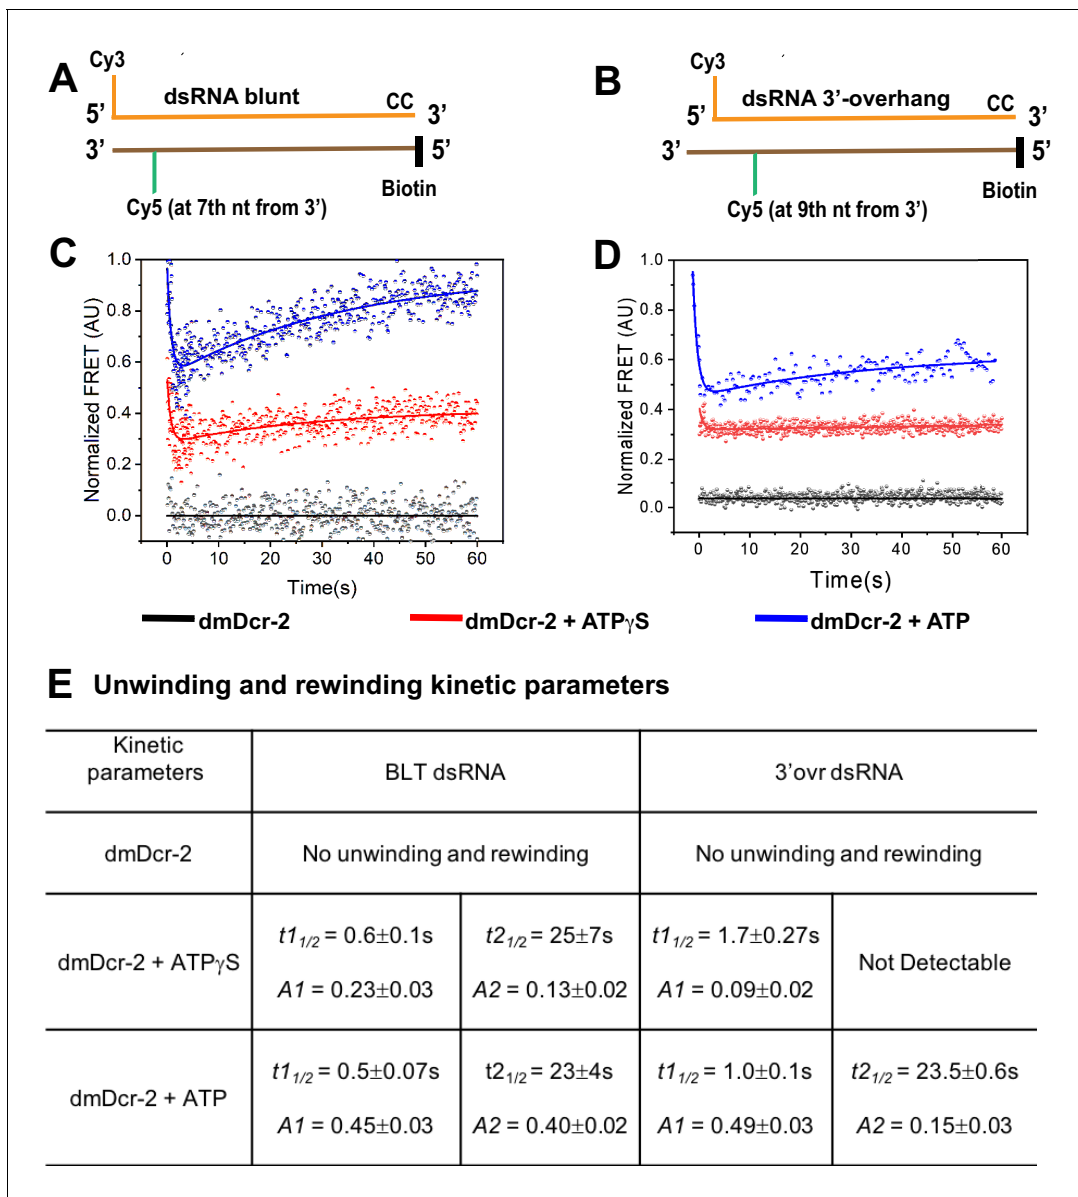 A
Cy3
5’
dsRNA blunt
CC
3’
3’
5’
Biotin
Cy5 (at 7th nt from 3’)
B
Cy3
5’
dsRNA 3’-overhang
CC
3’
3’
5’
Biotin
Cy5 (at 9th nt from 3’)
C
Normalized FRET (AU)
1.0
0.8
0.6
0.4
0.2
0.0
0 10 20 30 40 50 60
Time(s)
D
Normalized FRET (AU)
1.0
0.8
0.6
0.4
0.2
0.0
0 10 20 30 40 50 60
Time(s)
dmDcr-2 dmDcr-2 + ATPγS dmDcr-2 + ATP
E Unwinding and rewinding kinetic parameters
Kinetic
parameters
BLT dsRNA 3’ovr dsRNA
dmDcr-2 No unwinding and rewinding No unwinding and rewinding
dmDcr-2 + ATPγS
t11/2 = 0.6±0.1s
A1 = 0.23±0.03
t21/2 = 25±7s
A2 = 0.13±0.02
t11/2 = 1.7±0.27s
A1 = 0.09±0.02
Not Detectable
dmDcr-2 + ATP
t11/2 = 0.5±0.07s
A1 = 0.45±0.03
t21/2 = 23±4s
A2 = 0.40±0.02
t11/2 = 1.0±0.1s
A1 = 0.49±0.03
t21/2 = 23.5±0.6s
A2 = 0.15±0.03